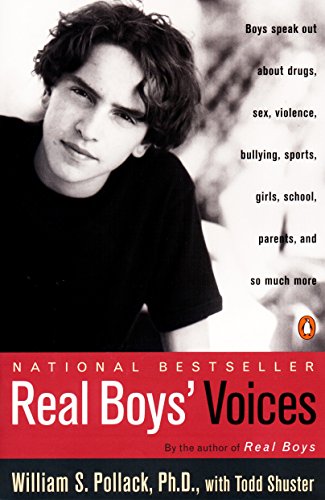 Boys speak out
about drugs,
sex, violence,
bullying, sports,
girls, school,
parents, and
so much more
NATIONAL BESTSELLER
Real Boys' Voices
By the author of Real Boys
William S. Pollack, Ph.D., with Todd Shuster